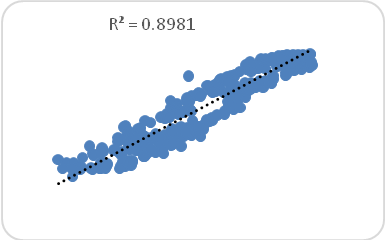 R² = 0.8981